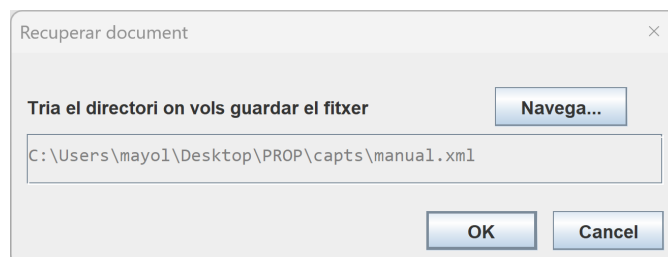 Recuperar document
Tria el directori on vols guardar el fitxer
Navega...
C:\Users\mayol\Desktop\PROP\capts\manual.xml
OK
Cancel